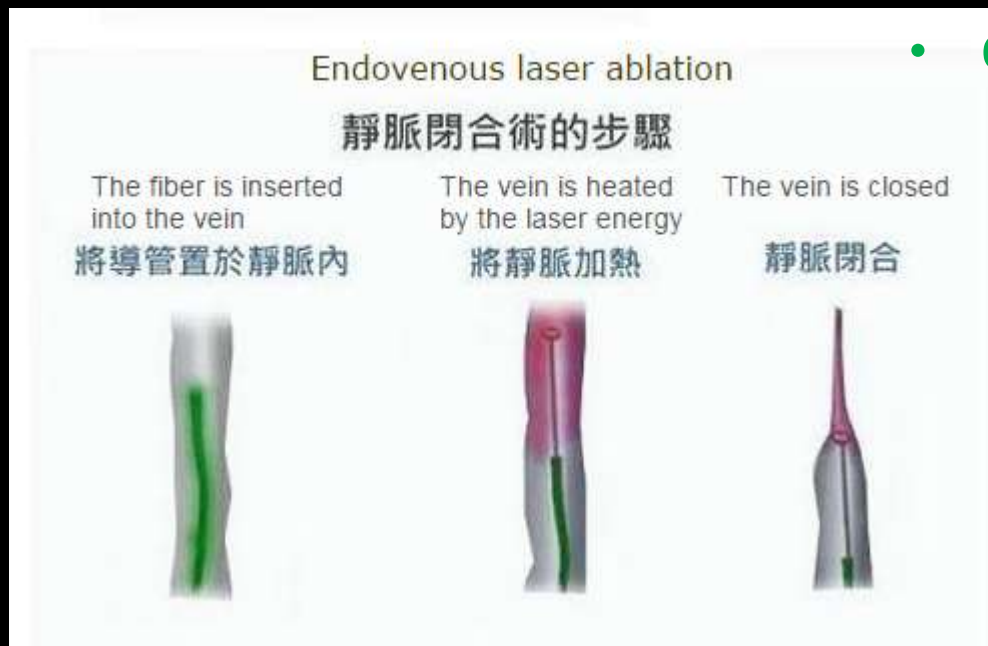 Endovenous laser ablation
靜脈閉合術的步驟
The fiber is inserted
into the vein
將導管置於靜脈內
The vein is heated
by the laser energy
將靜脈加熱
The vein is closed
靜脈閉合